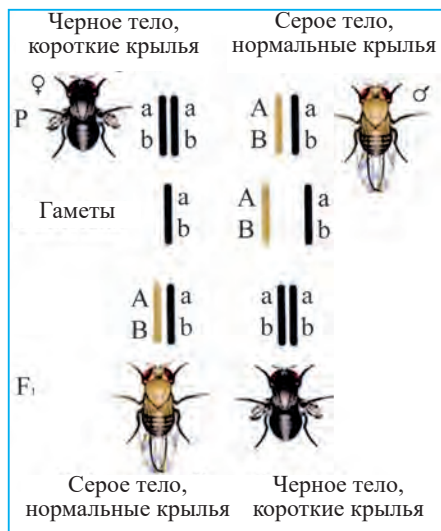 Черное тело, Серое тело,
короткие крылья нормальные крылья
♀ ♂
P a a A a
b b B b
Гаметы a A a
b B b
A a a a
B b b b
F₁
Серое тело, Черное тело,
нормальные крылья короткие крылья